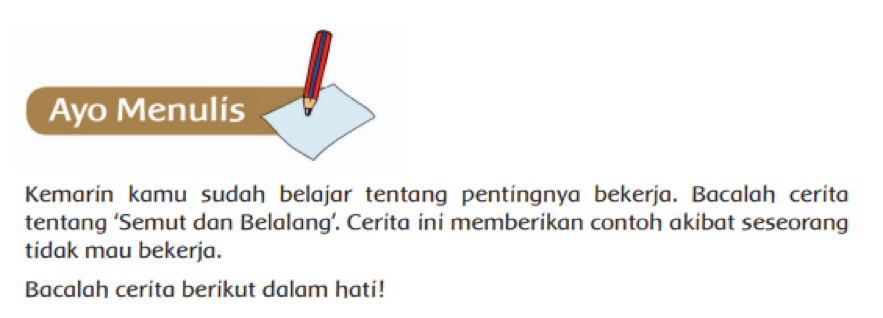 Ayo Menulis
Kemarin kamu sudah belajar tentang pentingnya bekerja. Bacalah cerita
tentang ‘Semut dan Belalang’. Cerita ini memberikan contoh akibat seseorang
tidak mau bekerja.
Bacalah cerita berikut dalam hati!